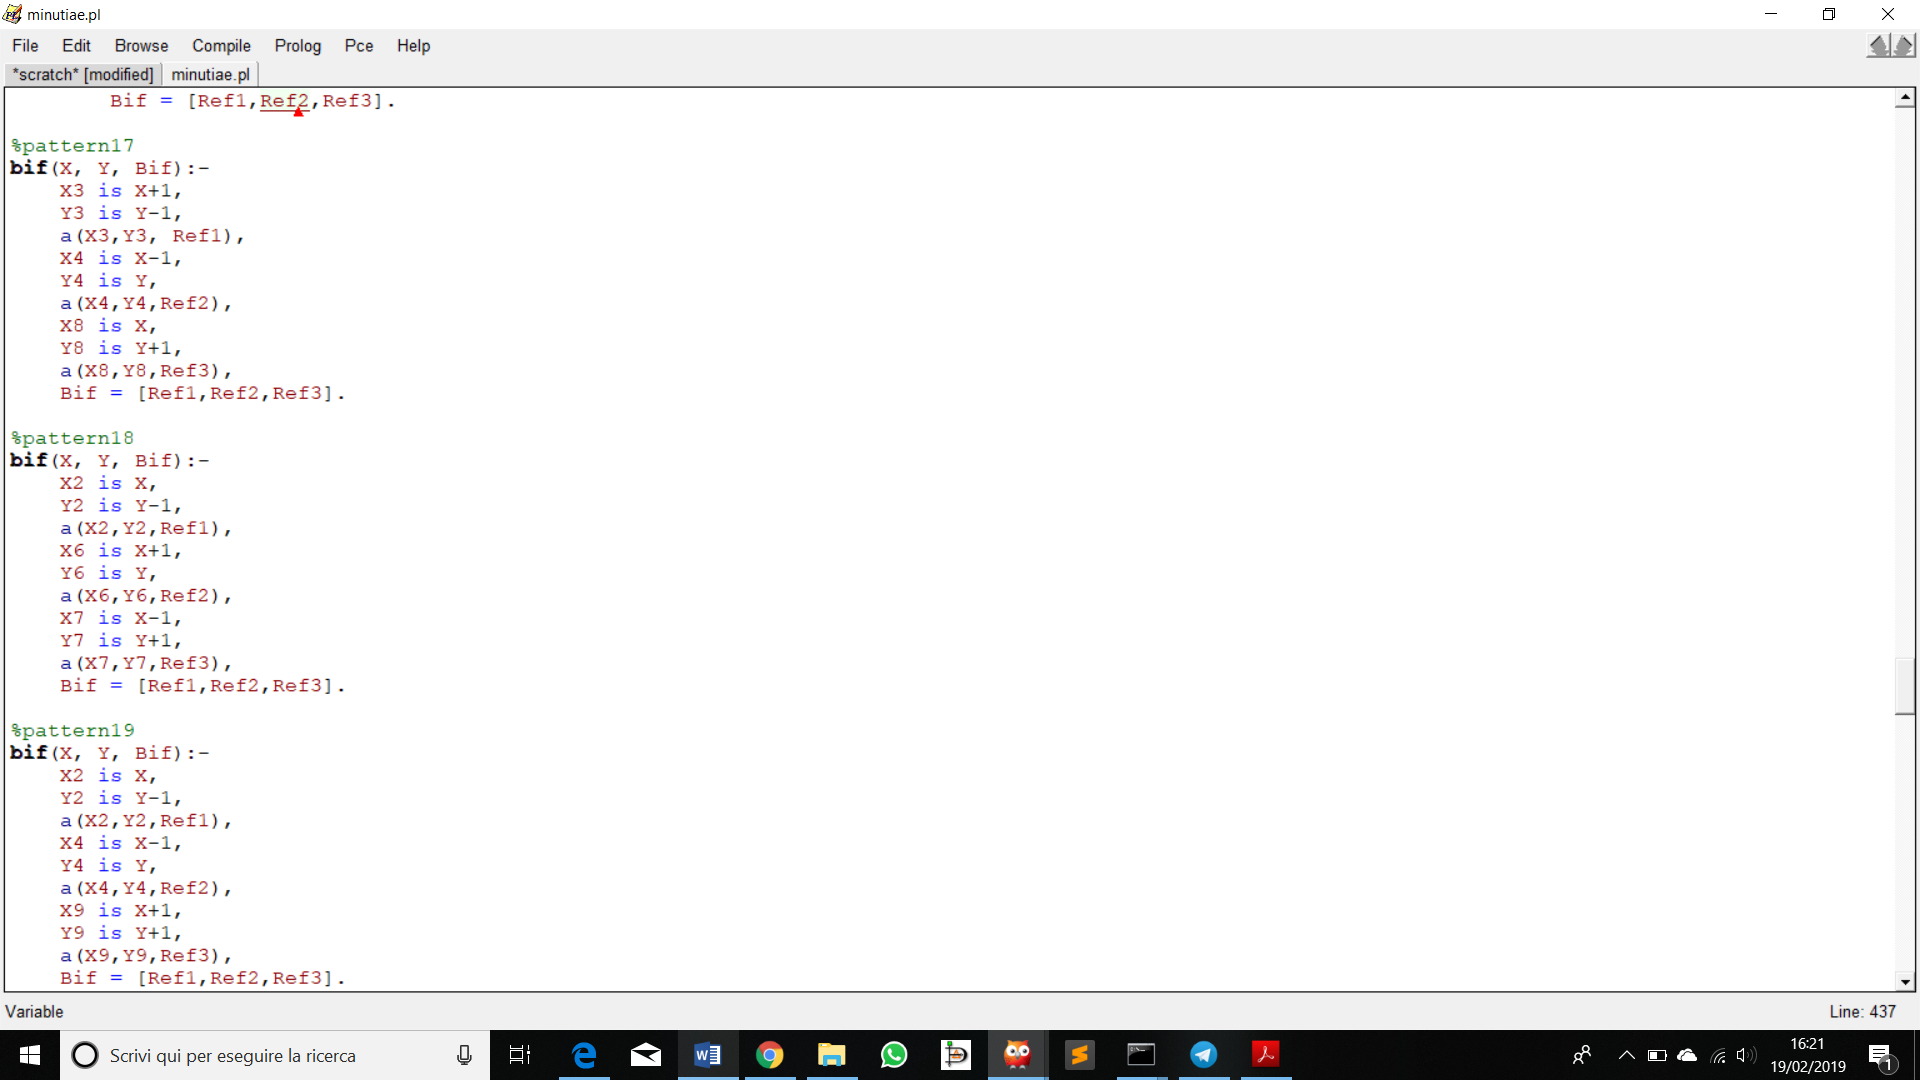 minutiae.pl
File Edit Browse Compile Prolog Pce Help
*scratch* [modified] minutiae.pl
        Bif = [Ref1,Ref2,Ref3].
%pattern17
bif(X, Y, Bif):-
    X3 is X+1,
    Y3 is Y-1,
    a(X3,Y3, Ref1),
    X4 is X-1,
    Y4 is Y,
    a(X4,Y4,Ref2),
    X8 is X,
    Y8 is Y+1,
    a(X8,Y8,Ref3),
    Bif = [Ref1,Ref2,Ref3].
%pattern18
bif(X, Y, Bif):-
    X2 is X,
    Y2 is Y-1,
    a(X2,Y2,Ref1),
    X6 is X+1,
    Y6 is Y,
    a(X6,Y6,Ref2),
    X7 is X-1,
    Y7 is Y+1,
    a(X7,Y7,Ref3),
    Bif = [Ref1,Ref2,Ref3].
%pattern19
bif(X, Y, Bif):-
    X2 is X,
    Y2 is Y-1,
    a(X2,Y2,Ref1),
    X4 is X-1,
    Y4 is Y,
    a(X4,Y4,Ref2),
    X9 is X+1,
    Y9 is Y+1,
    a(X9,Y9,Ref3),
    Bif = [Ref1,Ref2,Ref3].
Variable Line: 437
Scrivi qui per eseguire la ricerca
16:21
19/02/2019
1